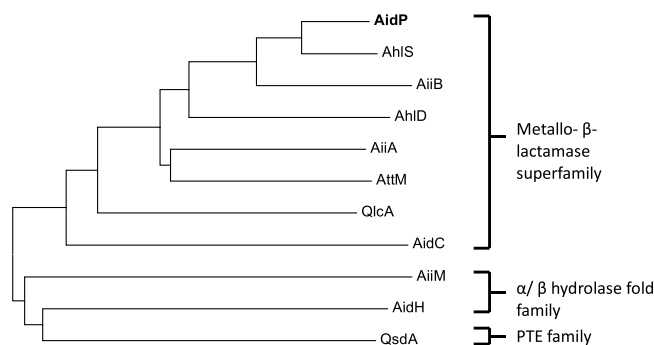 AidP
AhlS
AiiB
AhlD
AiiA
AttM
QlcA
AidC
AiiM
AidH
QsdA
Metallo- β-
lactamase
superfamily
α/ β hydrolase fold
family
PTE family